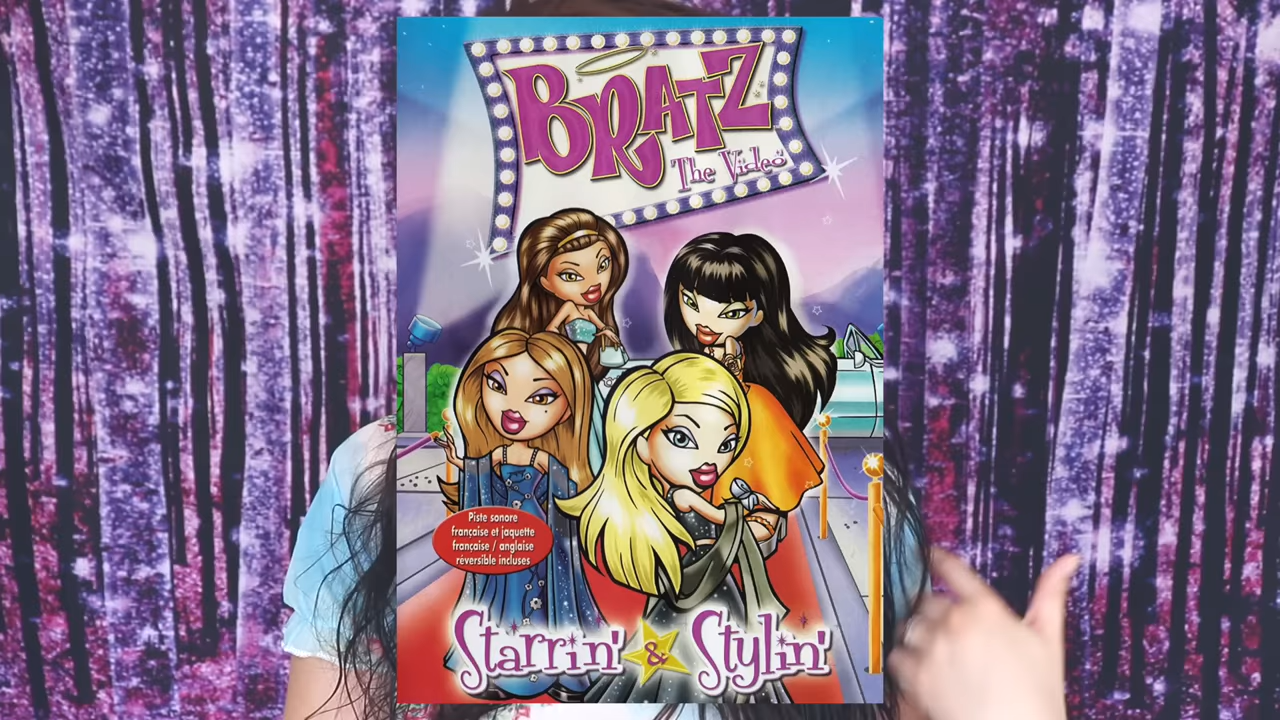 BRATZ
The Video
Piste sonore
française et jaquette
française / anglaise
réversible incluses
Starrin' & Stylin'